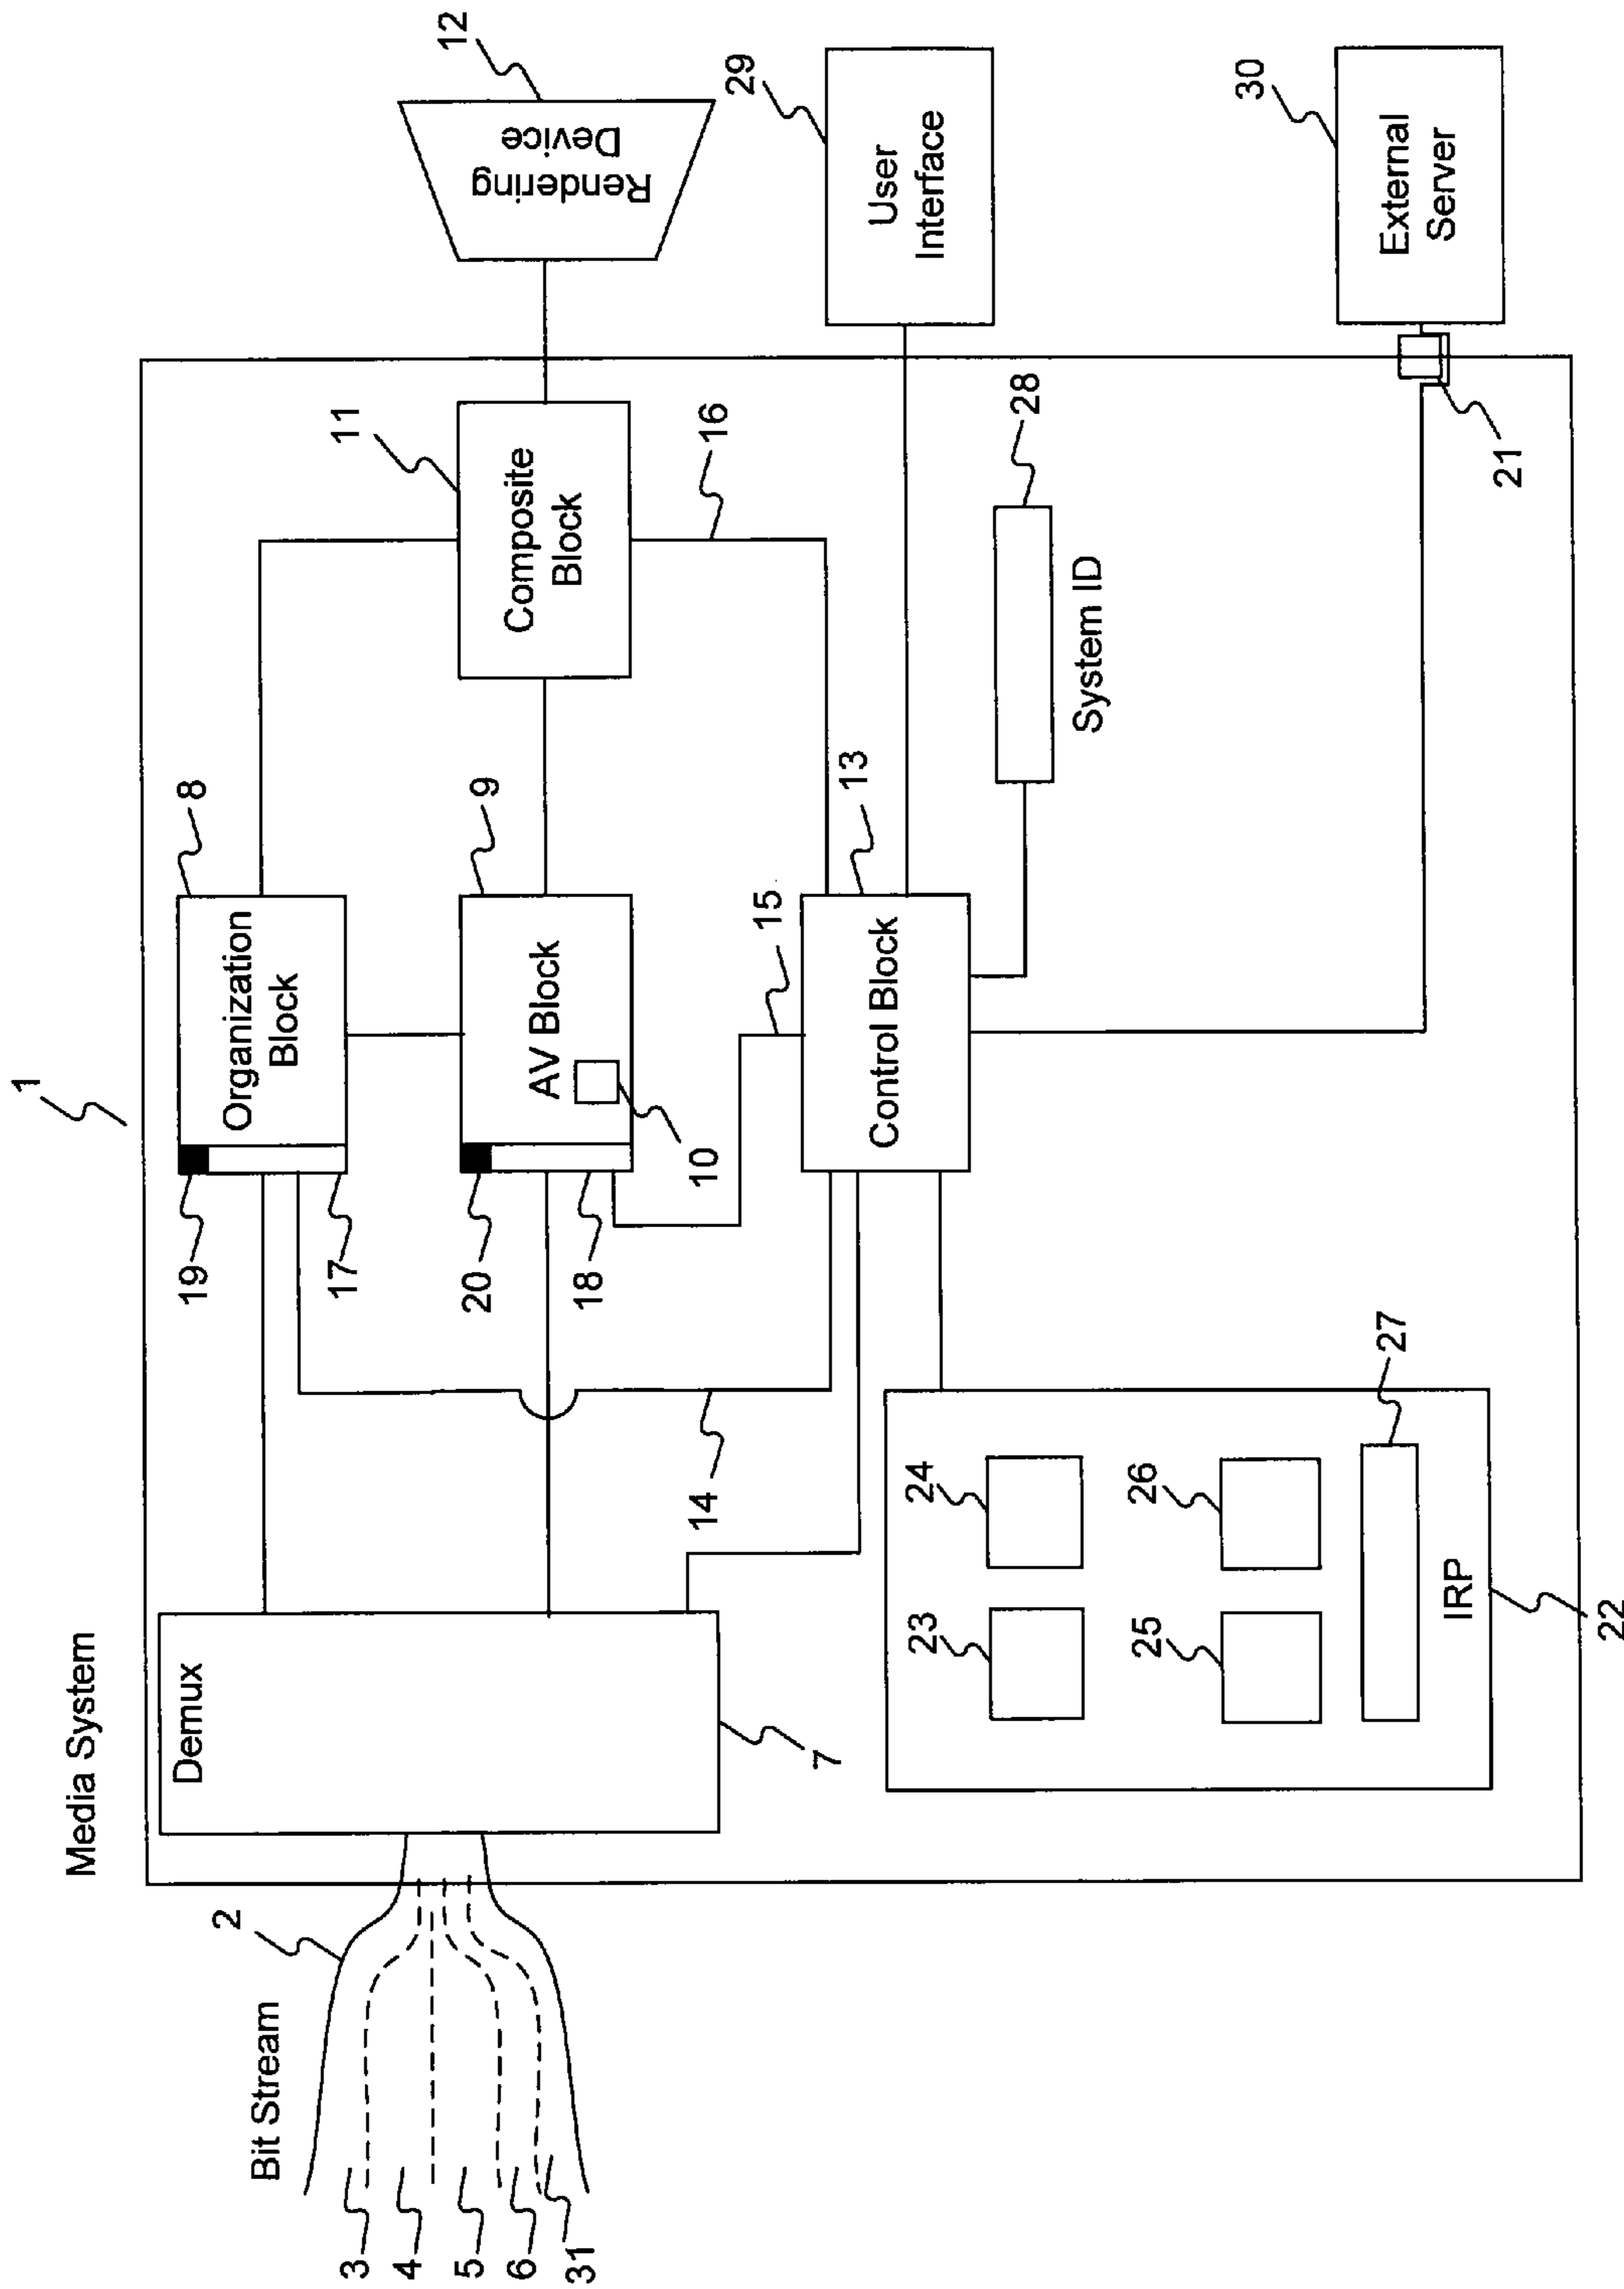 Media System
1
Bit Stream
2
3
4
5
6
31
Demux
7
19
17
Organization
Block
8
20
18
AV Block
9
10
14
15
Control Block
13
11
Composite
Block
16
Rendering
Device
12
User
Interface
29
28
System ID
External
Server
30
21
23
24
25
26
27
IRP
22